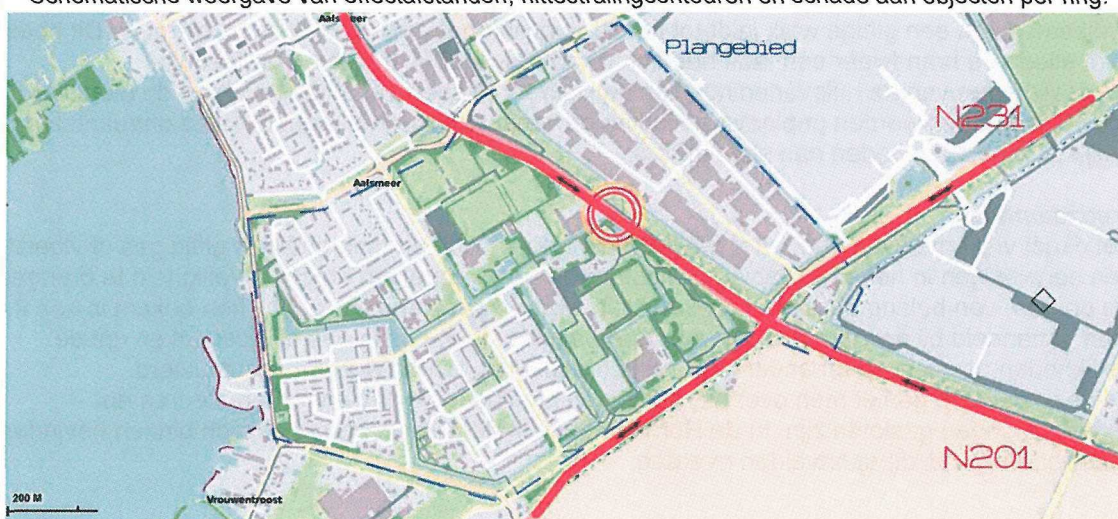 Schematische weergave van effectafstanden, hittestralingscontouren en schade aan objecten per ring.
Aalsmeer
Plangebied
N231
Aalsmeer
N201
200 M
Vrouwentroost